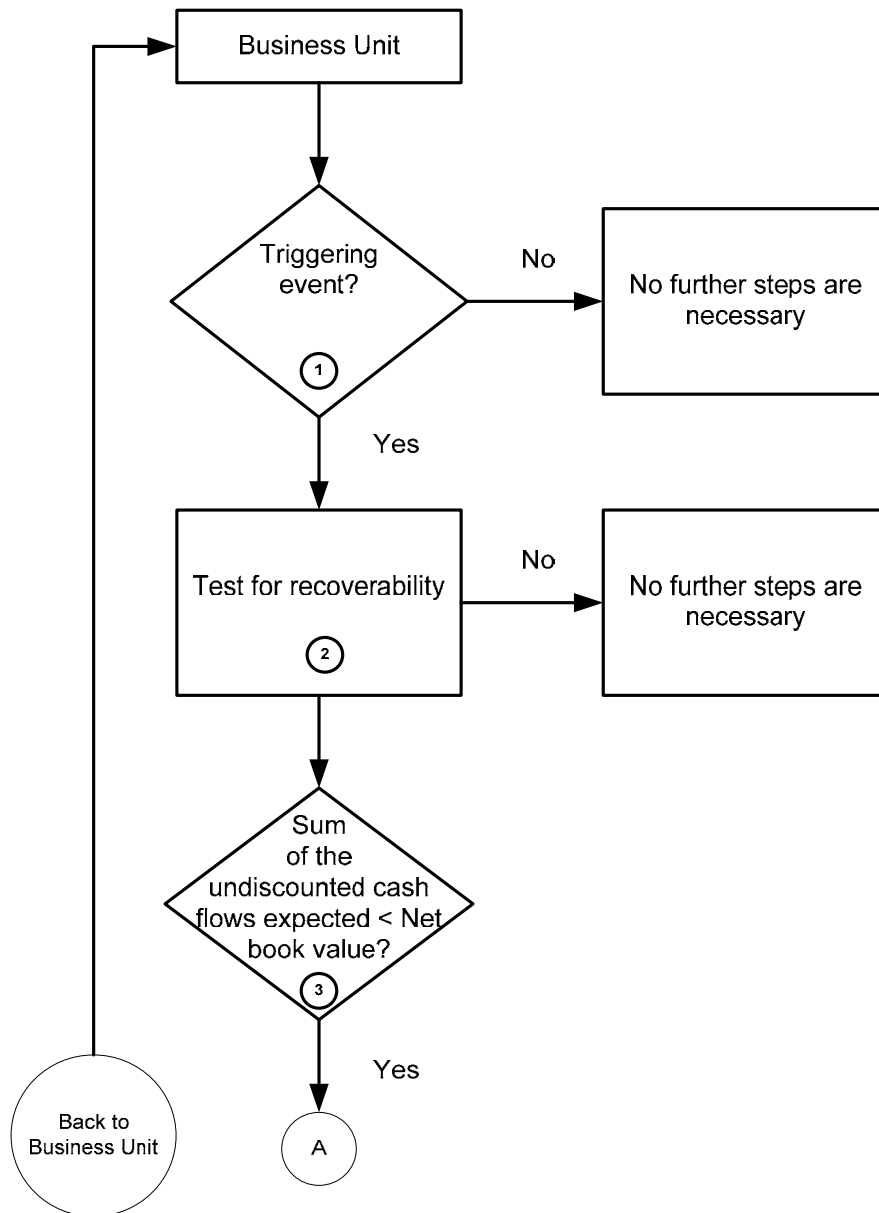 Business Unit
Triggering
event?
1
No
No further steps are
necessary
Yes
Test for recoverability
2
No
No further steps are
necessary
Sum
of the
undiscounted cash
flows expected < Net
book value?
3
Yes
Back to
Business Unit
A